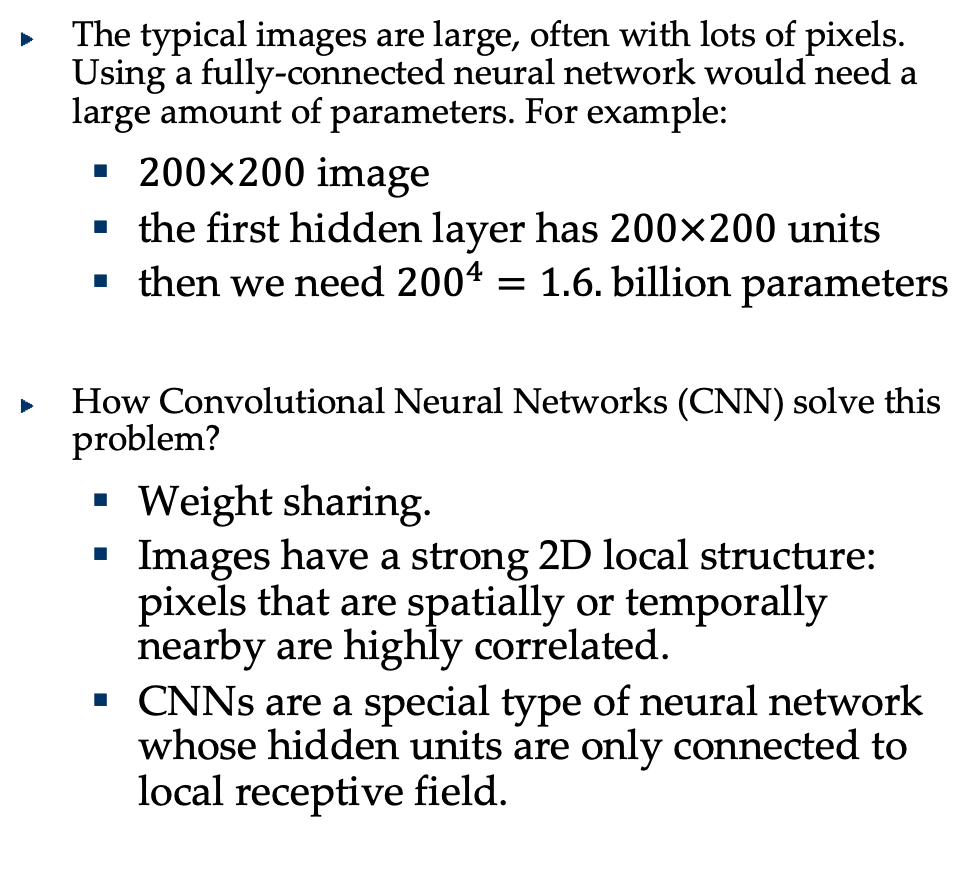 The typical images are large, often with lots of pixels.
Using a fully-connected neural network would need a
large amount of parameters. For example:
200×200 image
the first hidden layer has 200×200 units
then we need 200⁴ = 1.6. billion parameters
How Convolutional Neural Networks (CNN) solve this
problem?
Weight sharing.
Images have a strong 2D local structure:
pixels that are spatially or temporally
nearby are highly correlated.
CNNs are a special type of neural network
whose hidden units are only connected to
local receptive field.